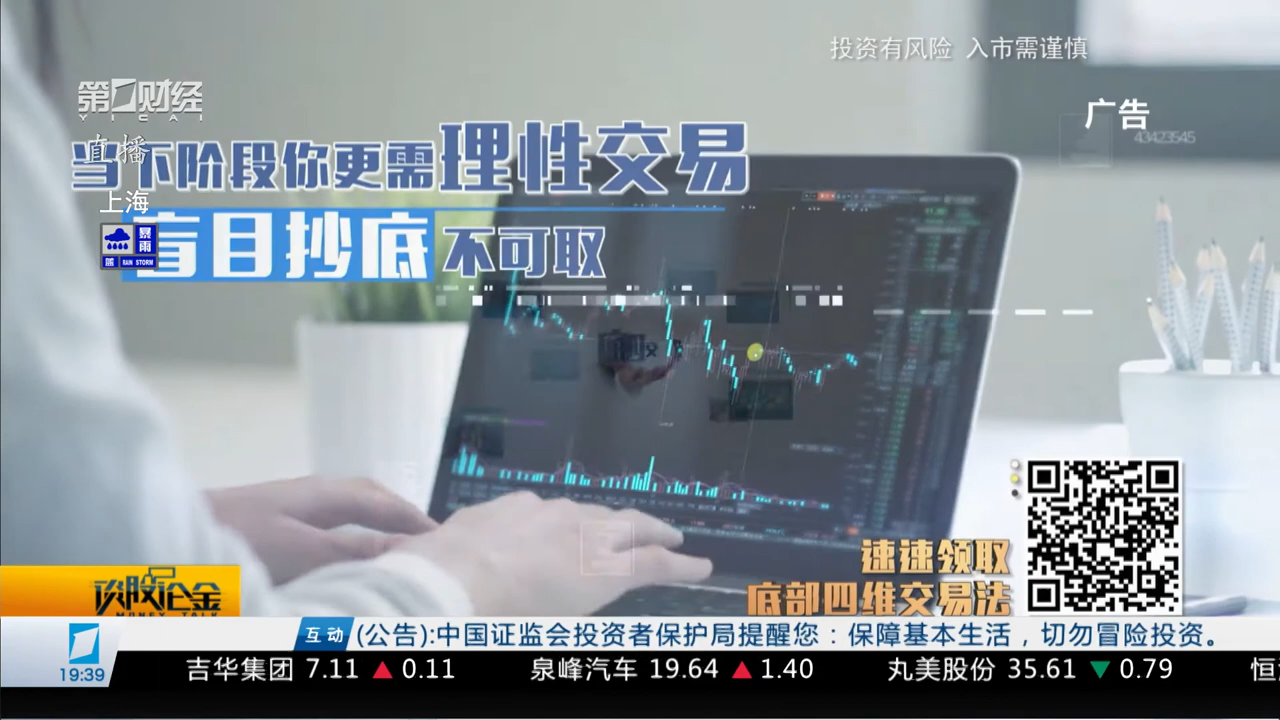 投资有风险 入市需谨慎
第一财经
YICAI
广告
43423545
直播
当下阶段你更需理性交易
上海
暴雨
蓝 RAIN STORM
盲目抄底不可取
速速领取
底部四维交易法
谈股论金
MONEY TALK
互动 (公告):中国证监会投资者保护局提醒您：保障基本生活，切勿冒险投资。
19:39 吉华集团 7.11 ▲ 0.11 泉峰汽车 19.64 ▲ 1.40 丸美股份 35.61 ▼ 0.79 恒